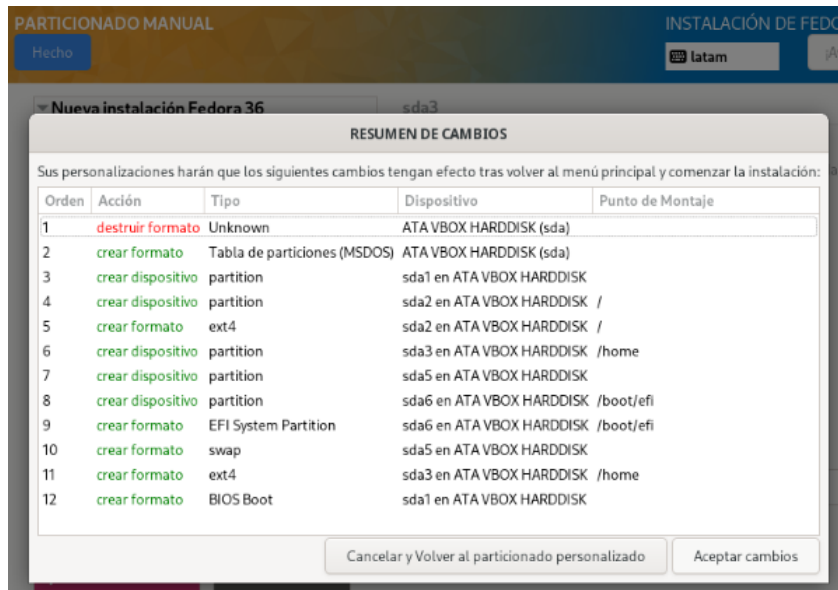 PARTICIONADO MANUAL
INSTALACIÓN DE FEDO
Hecho
latam
Nueva instalación Fedora 36
sda3
RESUMEN DE CAMBIOS
Sus personalizaciones harán que los siguientes cambios tengan efecto tras volver al menú principal y comenzar la instalación:
Orden Acción Tipo Dispositivo Punto de Montaje
1 destruir formato Unknown ATA VBOX HARDDISK (sda)
2 crear formato Tabla de particiones (MSDOS) ATA VBOX HARDDISK (sda)
3 crear dispositivo partition sda1 en ATA VBOX HARDDISK
4 crear dispositivo partition sda2 en ATA VBOX HARDDISK /
5 crear formato ext4 sda2 en ATA VBOX HARDDISK /
6 crear dispositivo partition sda3 en ATA VBOX HARDDISK /home
7 crear dispositivo partition sda5 en ATA VBOX HARDDISK
8 crear dispositivo partition sda6 en ATA VBOX HARDDISK /boot/efi
9 crear formato EFI System Partition sda6 en ATA VBOX HARDDISK /boot/efi
10 crear formato swap sda5 en ATA VBOX HARDDISK
11 crear formato ext4 sda3 en ATA VBOX HARDDISK /home
12 crear formato BIOS Boot sda1 en ATA VBOX HARDDISK
Cancelar y Volver al particionado personalizado Aceptar cambios